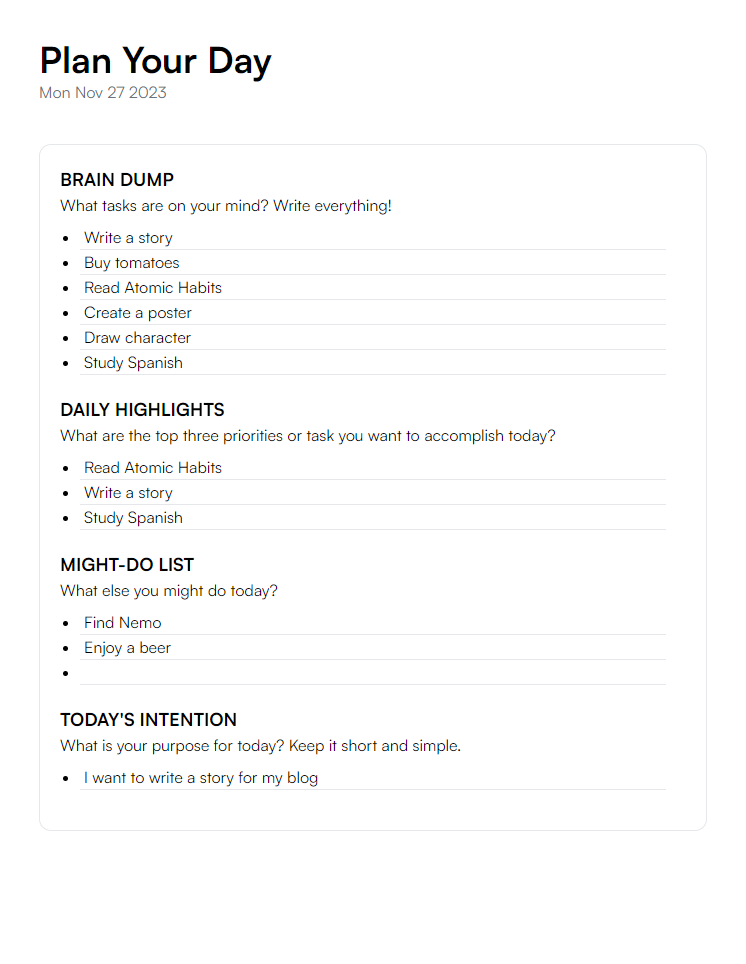 Plan Your Day
Mon Nov 27 2023
BRAIN DUMP
What tasks are on your mind? Write everything!
• Write a story
• Buy tomatoes
• Read Atomic Habits
• Create a poster
• Draw character
• Study Spanish
DAILY HIGHLIGHTS
What are the top three priorities or task you want to accomplish today?
• Read Atomic Habits
• Write a story
• Study Spanish
MIGHT-DO LIST
What else you might do today?
• Find Nemo
• Enjoy a beer
•
TODAY'S INTENTION
What is your purpose for today? Keep it short and simple.
• I want to write a story for my blog